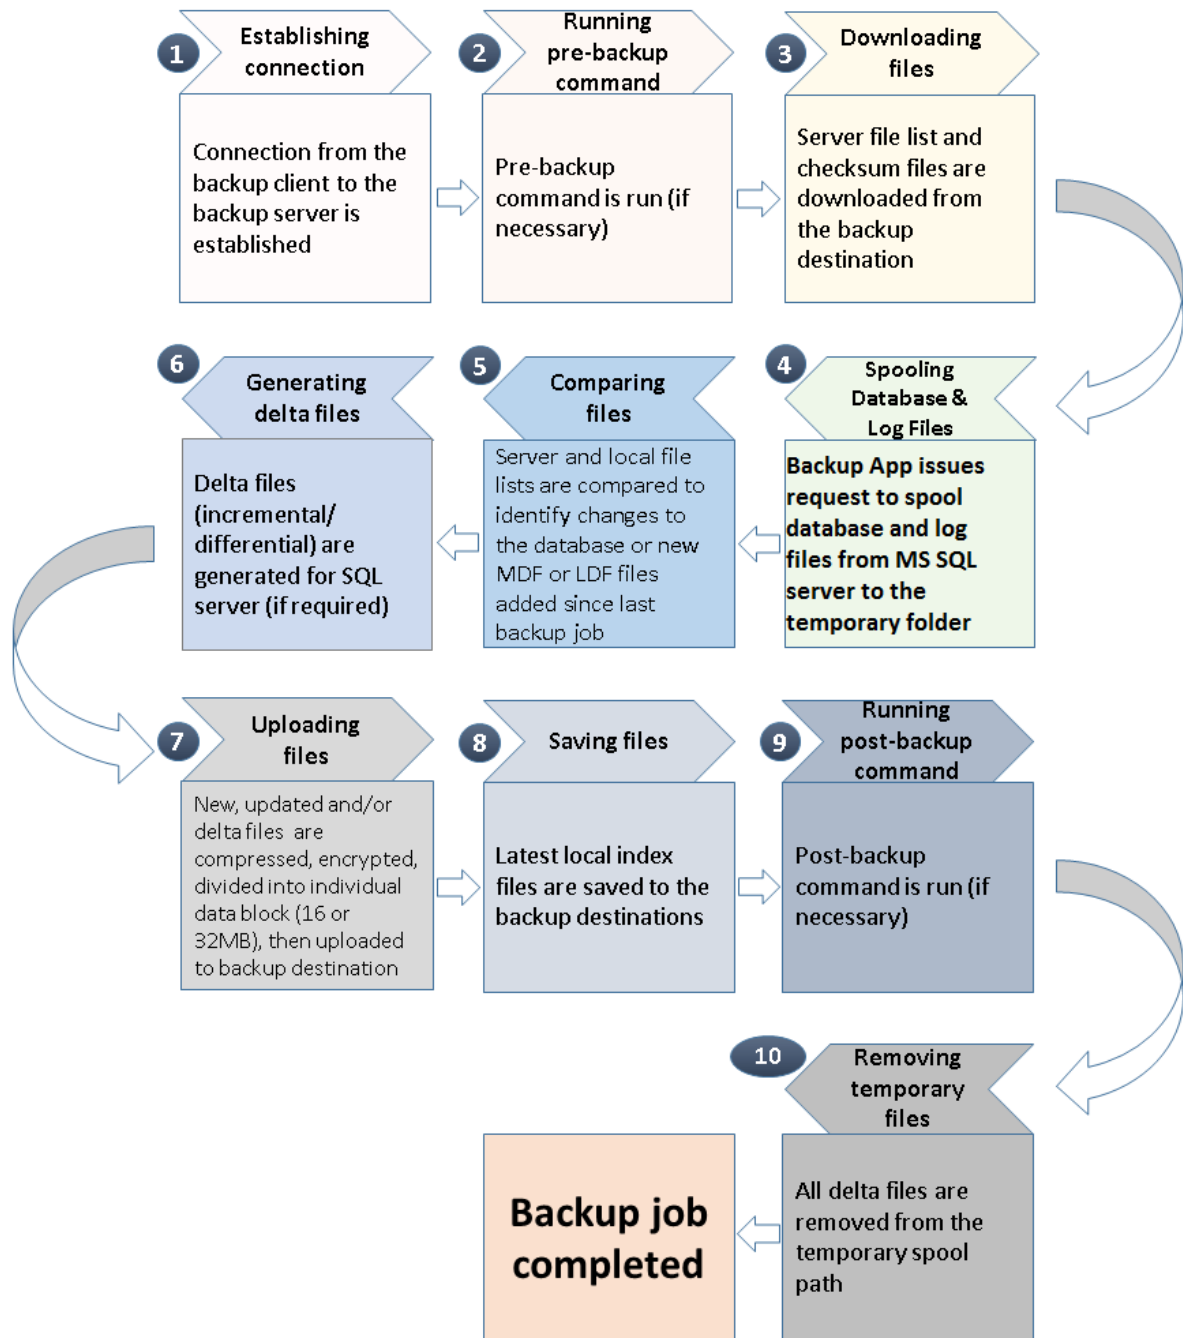 1
Establishing
connection
Connection from the
backup client to the
backup server is
established
2
Running
pre-backup
command
Pre-backup
command is run (if
necessary)
3
Downloading
files
Server file list and
checksum files are
downloaded from
the backup
destination
4
Spooling
Database &
Log Files
Backup App issues
request to spool
database and log
files from MS SQL
server to the
temporary folder
5
Comparing
files
Server and local file
lists are compared to
identify changes to
the database or new
MDF or LDF files
added since last
backup job
6
Generating
delta files
Delta files
(incremental/
differential) are
generated for SQL
server (if required)
7
Uploading
files
New, updated and/or
delta files are
compressed, encrypted,
divided into individual
data block (16 or
32MB), then uploaded
to backup destination
8
Saving files
Latest local index
files are saved to the
backup destinations
9
Running
post-backup
command
Post-backup
command is run (if
necessary)
10
Removing
temporary
files
All delta files are
removed from the
temporary spool
path
Backup job
completed